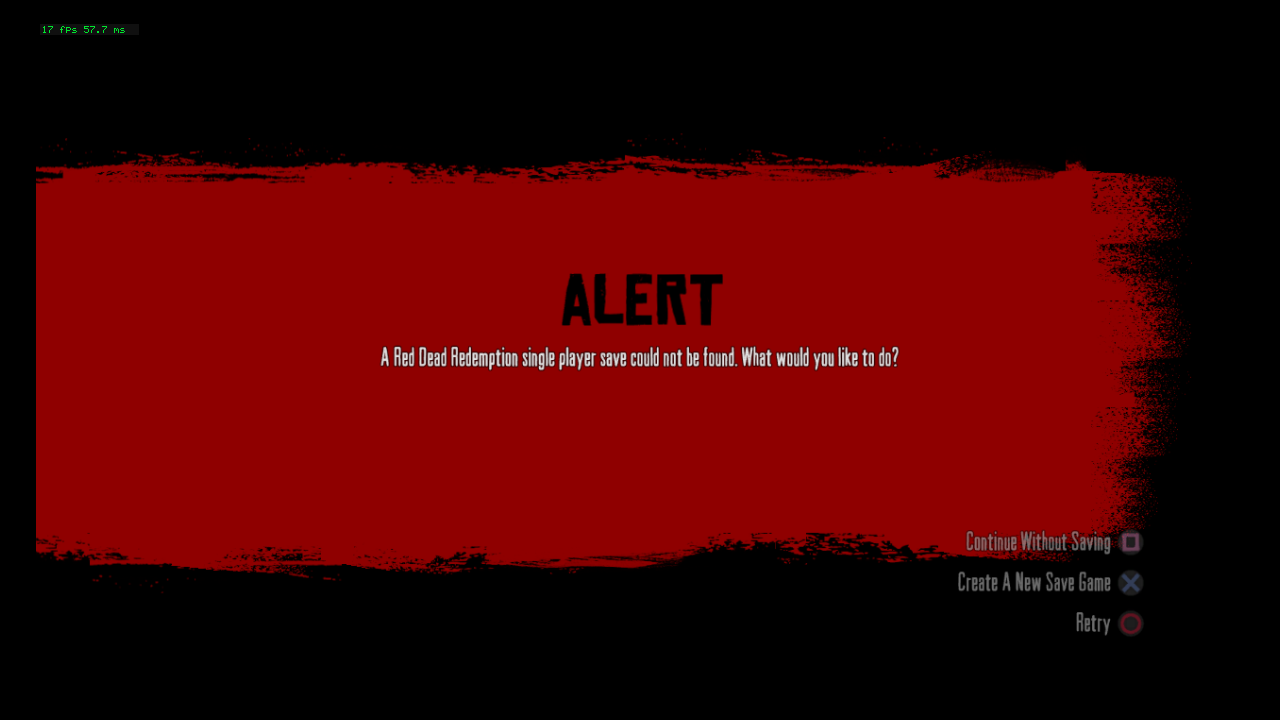 17 fps 57.7 ms
ALERT
A Red Dead Redemption single player save could not be found. What would you like to do?
Continue Without Saving
Create A New Save Game
Retry